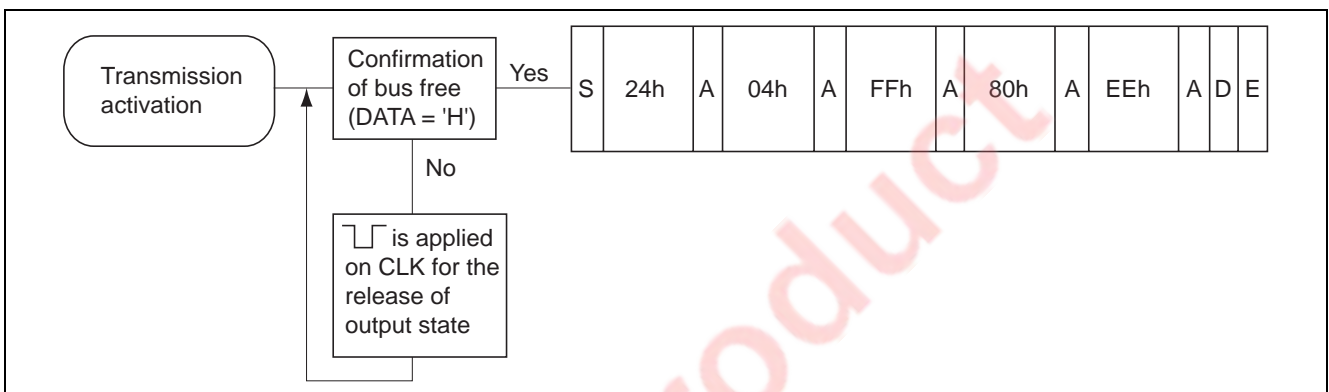 Transmission
activation
Confirmation
of bus free
(DATA = 'H')
Yes
S 24h A 04h A FFh A 80h A EEh A D E
No
is applied
on CLK for the
release of
output state
roduct